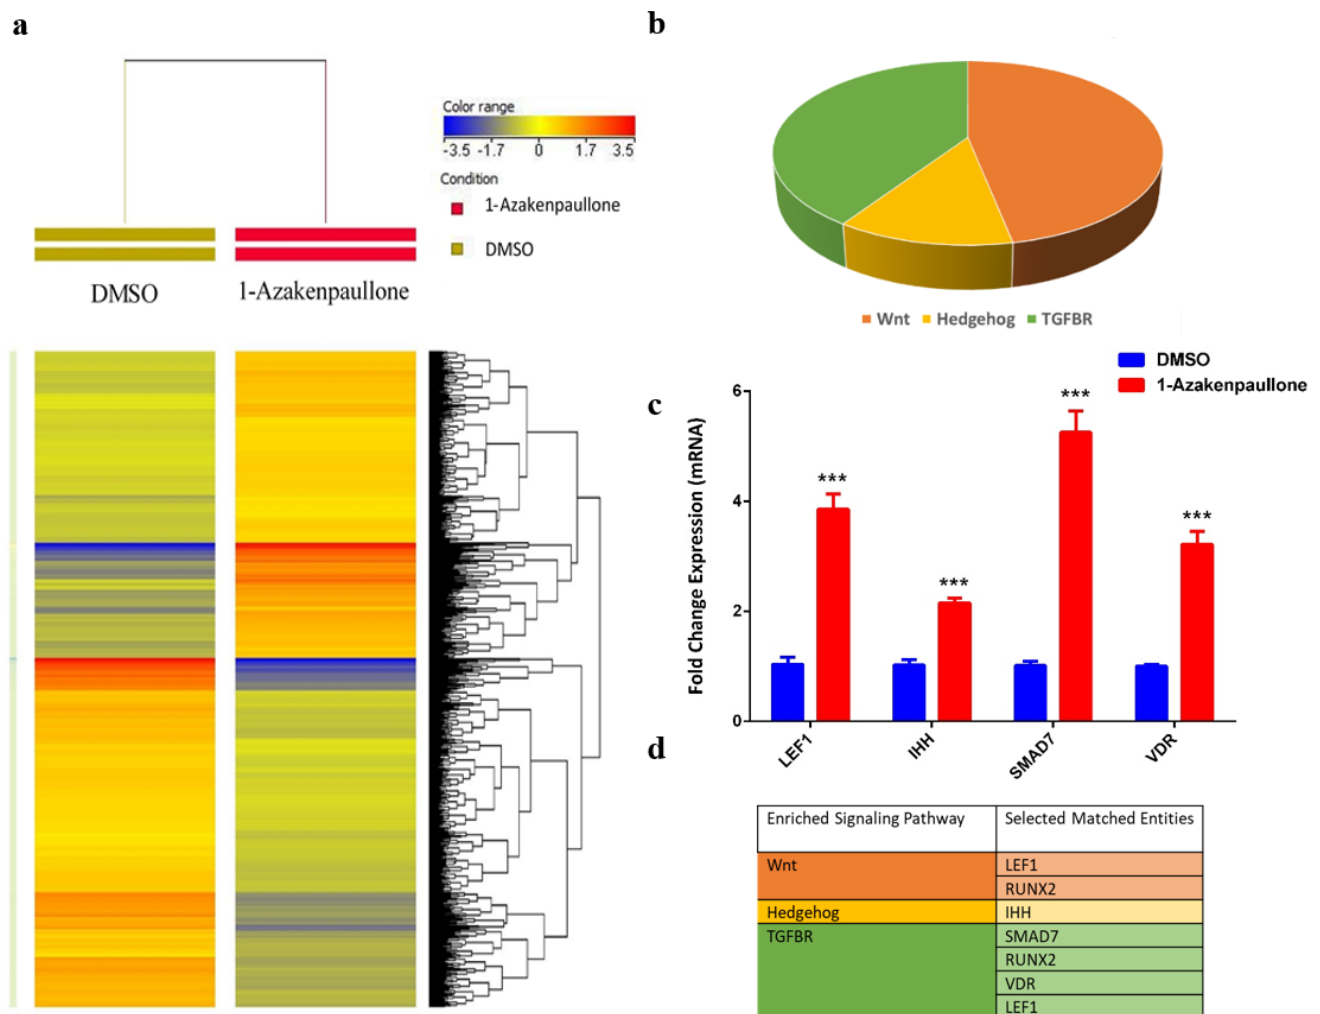 a
Color range
-3.5 -1.7 0 1.7 3.5
Condition
1-Azakenpaullone
DMSO
DMSO
1-Azakenpaullone
b
Wnt Hedgehog TGFBR
c
DMSO
1-Azakenpaullone
Fold Change Expression (mRNA)
6
4
2
0
***
***
***
***
LEF1
IHH
SMAD7
VDR
d
Enriched Signaling Pathway Selected Matched Entities
Wnt LEF1
RUNX2
Hedgehog IHH
TGFBR SMAD7
RUNX2
VDR
LEF1